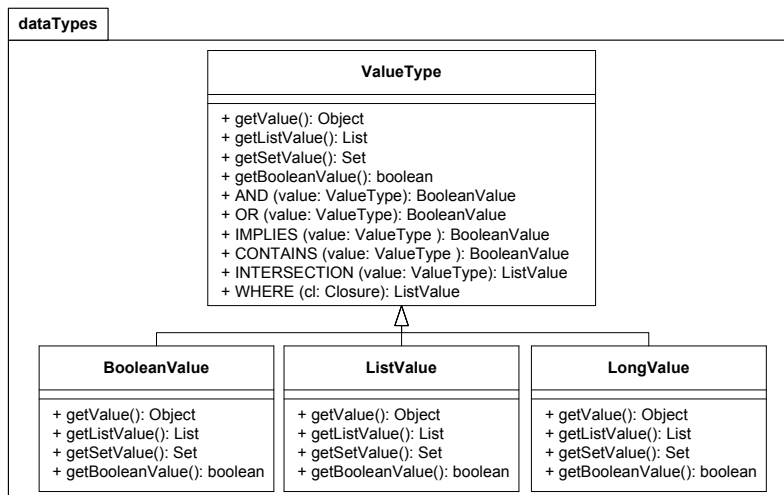 dataTypes
ValueType
+ getValue(): Object
+ getListValue(): List
+ getSetValue(): Set
+ getBooleanValue(): boolean
+ AND (value: ValueType): BooleanValue
+ OR (value: ValueType): BooleanValue
+ IMPLIES (value: ValueType ): BooleanValue
+ CONTAINS (value: ValueType ): BooleanValue
+ INTERSECTION (value: ValueType): ListValue
+ WHERE (cl: Closure): ListValue
BooleanValue
+ getValue(): Object
+ getListValue(): List
+ getSetValue(): Set
+ getBooleanValue(): boolean
ListValue
+ getValue(): Object
+ getListValue(): List
+ getSetValue(): Set
+ getBooleanValue(): boolean
LongValue
+ getValue(): Object
+ getListValue(): List
+ getSetValue(): Set
+ getBooleanValue(): boolean